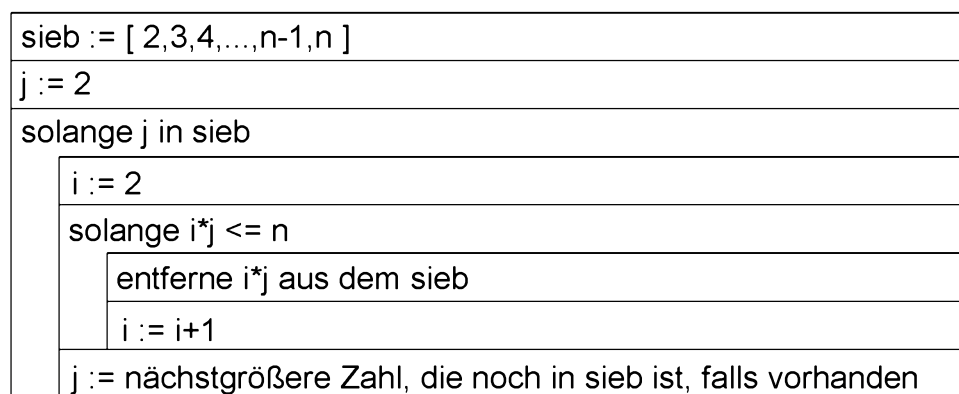 sieb := [ 2,3,4,...,n-1,n ]
j := 2
solange j in sieb
i := 2
solange i*j <= n
entferne i*j aus dem sieb
i := i+1
j := nächstgrößere Zahl, die noch in sieb ist, falls vorhanden